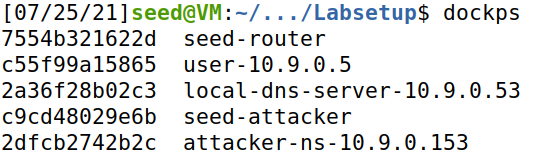 [07/25/21]seed@VM:~/.../Labsetup$ dockps
7554b321622d  seed-router
c55f99a15865  user-10.9.0.5
2a36f28b02c3  local-dns-server-10.9.0.53
c9cd48029e6b  seed-attacker
2dfcb2742b2c  attacker-ns-10.9.0.153